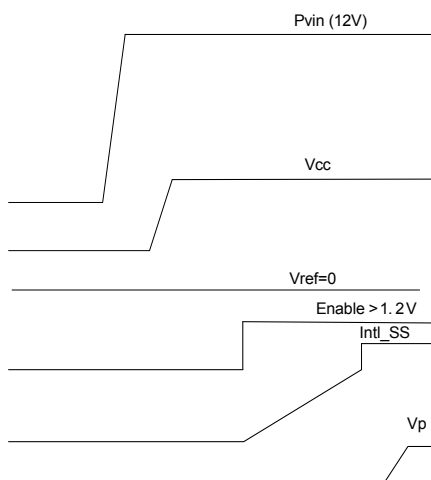 Pvin (12V)
Vcc
Vref=0
Enable >1.2V
Intl_SS
Vp